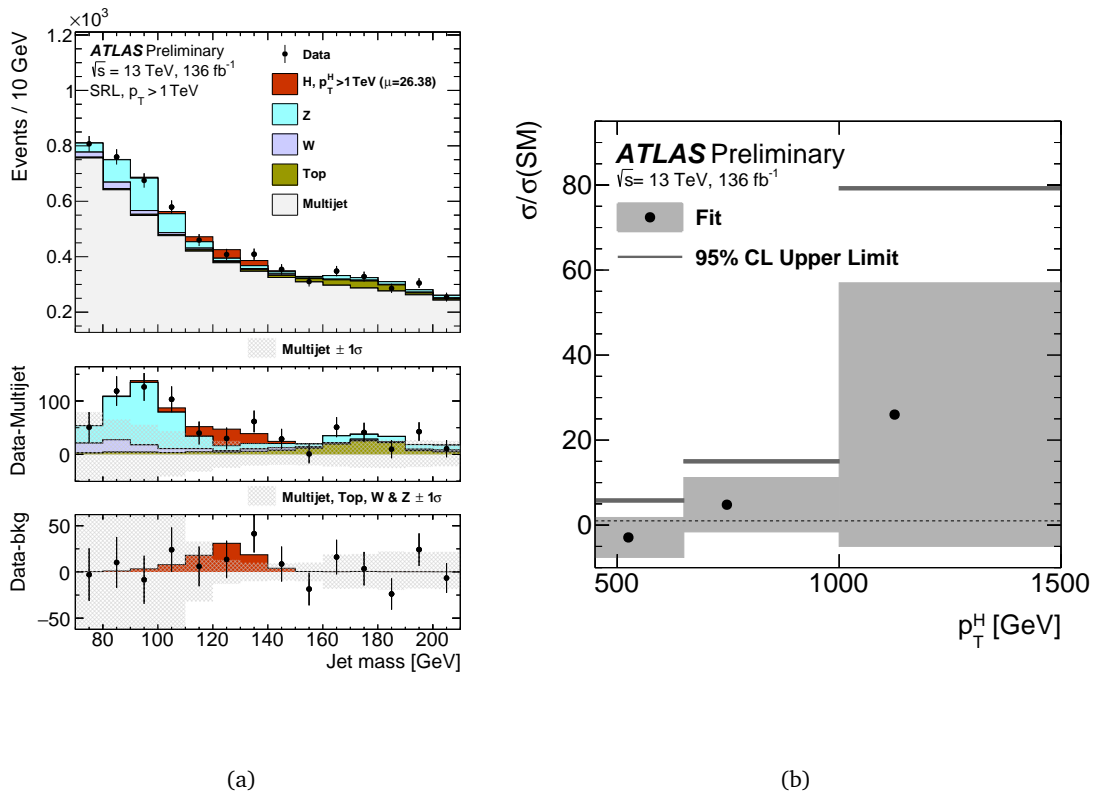 ×10³
1.2
1
0.8
0.6
0.4
0.2
Events / 10 GeV
ATLAS Preliminary
√s = 13 TeV, 136 fb⁻¹
SRL, p_T > 1 TeV
Data
H, p_T^H > 1 TeV (μ=26.38)
Z
W
Top
Multijet
Multijet ± 1σ
Data-Multijet
100
0
Multijet, Top, W & Z ± 1σ
Data-bkg
50
0
−50
80 100 120 140 160 180 200
Jet mass [GeV]
(a)
σ/σ(SM)
80
60
40
20
0
ATLAS Preliminary
√s= 13 TeV, 136 fb⁻¹
Fit
95% CL Upper Limit
500 1000 1500
p_T^H [GeV]
(b)